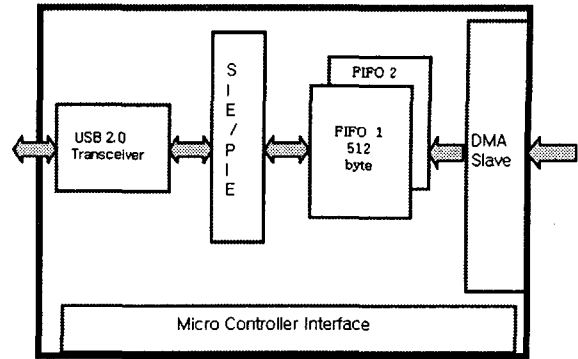 USB 2.0
Transceiver
S
I
E
/
P
I
E
FIFO 2
FIFO 1
512
byte
DMA
Slave
Micro Controller Interface